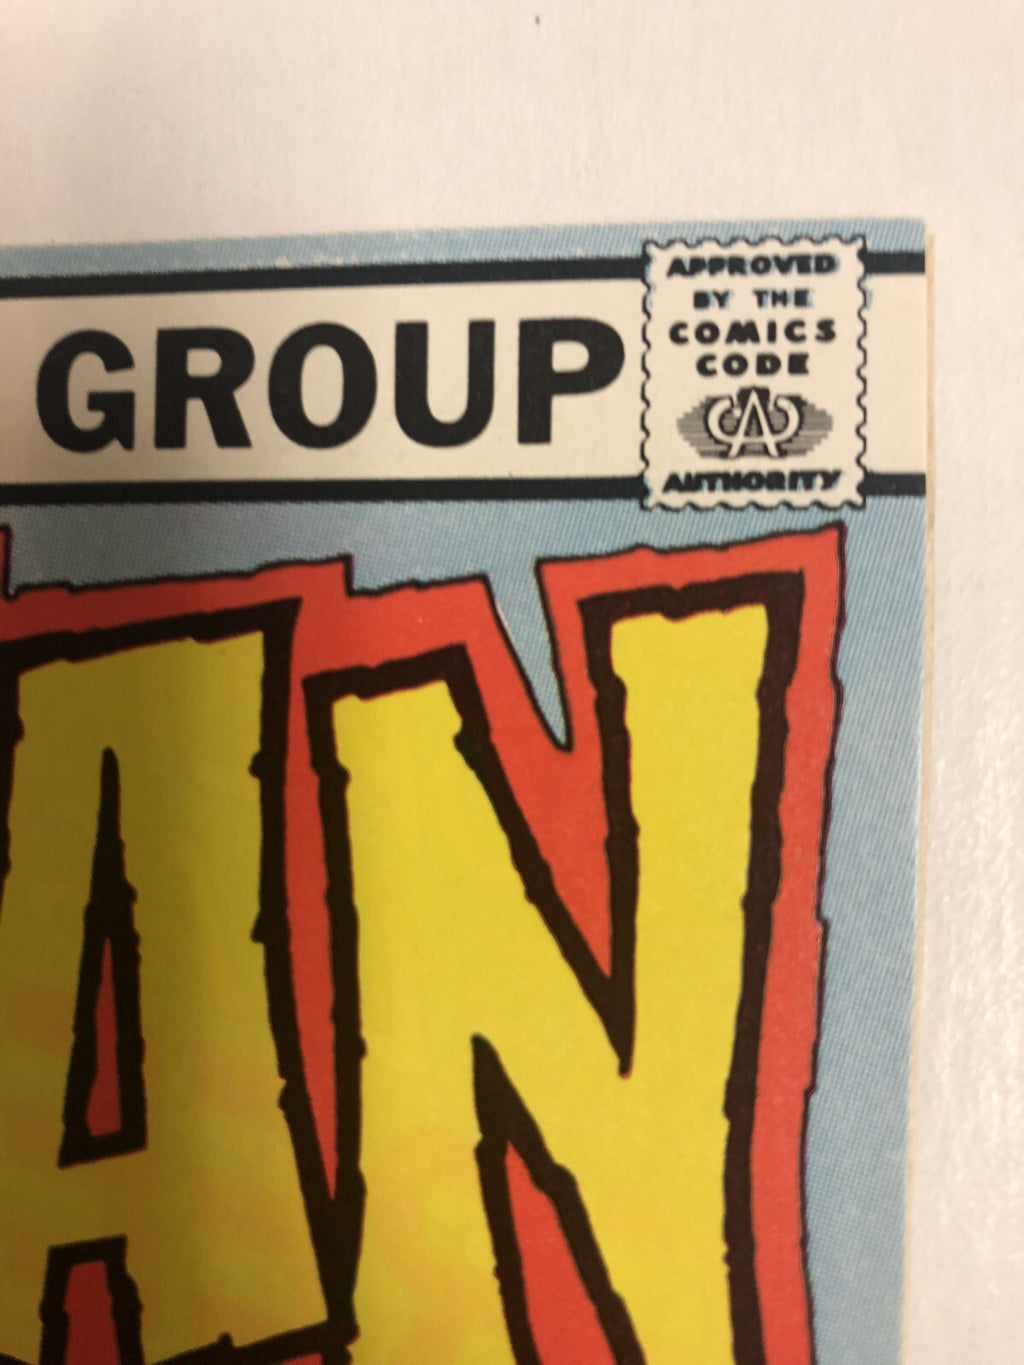 GROUP
APPROVED
BY THE
COMICS
CODE
CA
AUTHORITY
AN